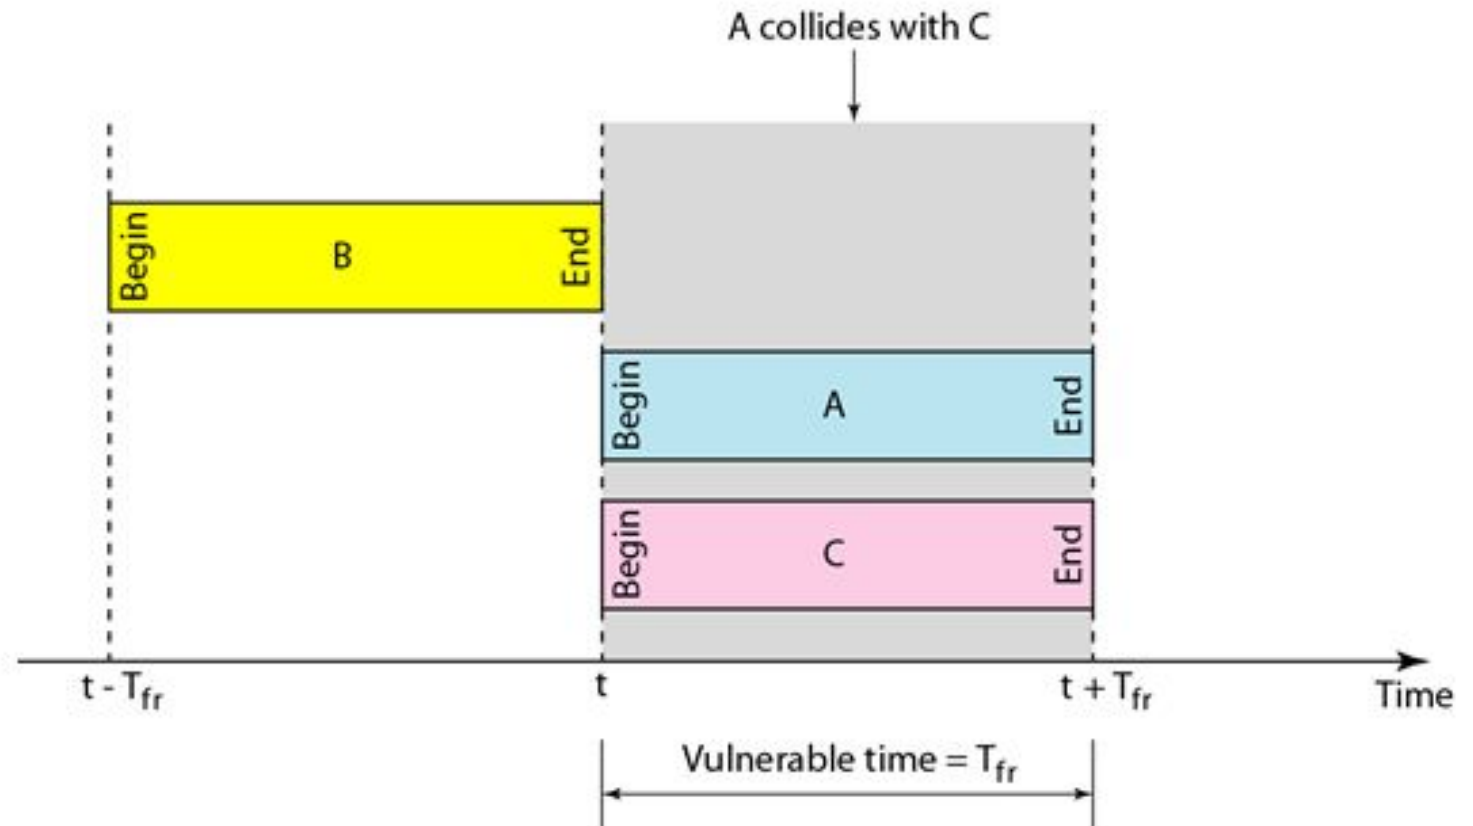 A collides with C
Begin
B
End
Begin
A
End
Begin
C
End
t - Tfr
t
t + Tfr
Time
Vulnerable time = Tfr